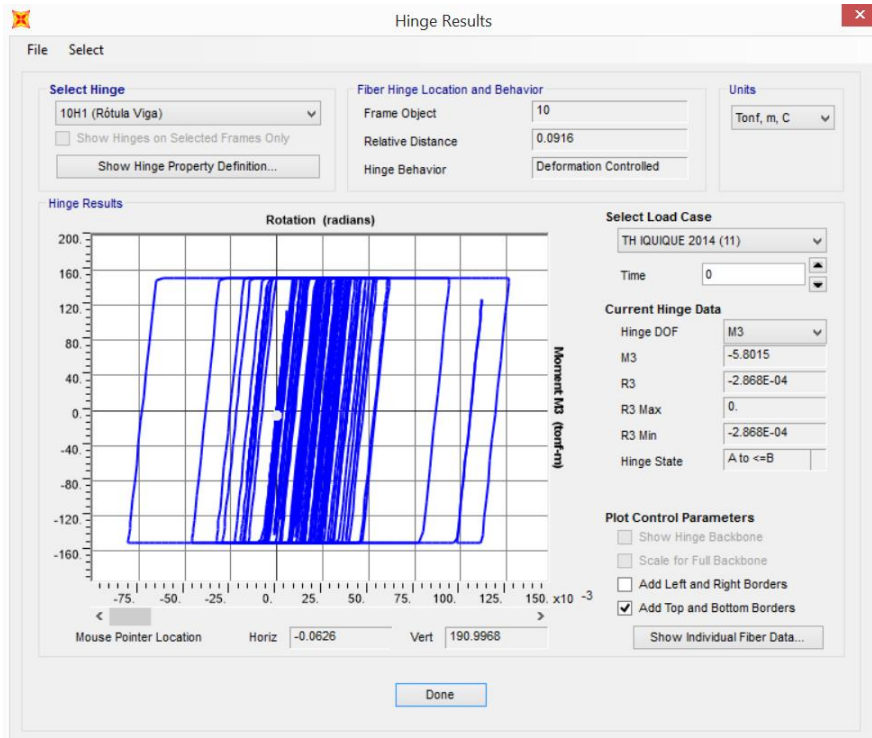 Hinge Results
File Select
Select Hinge
10H1 (Rótula Viga)
Show Hinges on Selected Frames Only
Show Hinge Property Definition...
Fiber Hinge Location and Behavior
Frame Object 10
Relative Distance 0.0916
Hinge Behavior Deformation Controlled
Units
Tonf, m, C
Hinge Results
Rotation (radians)
200.
160.
120.
80.
40.
0.
-40.
-80.
-120.
-160.
Moment M3 (tonf-m)
-75. -50. -25. 0. 25. 50. 75. 100. 125. 150. x10 -3
Mouse Pointer Location Horiz -0.0626 Vert 190.9968
Select Load Case
TH IQUIQUE 2014 (11)
Time 0
Current Hinge Data
Hinge DOF M3
M3 -5.8015
R3 -2.868E-04
R3 Max 0.
R3 Min -2.868E-04
Hinge State A to <=B
Plot Control Parameters
Show Hinge Backbone
Scale for Full Backbone
Add Left and Right Borders
Add Top and Bottom Borders
Show Individual Fiber Data...
Done